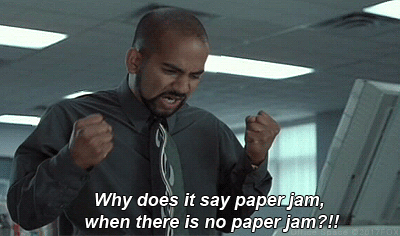 Why does it say paper jam,
when there is no paper jam?!!